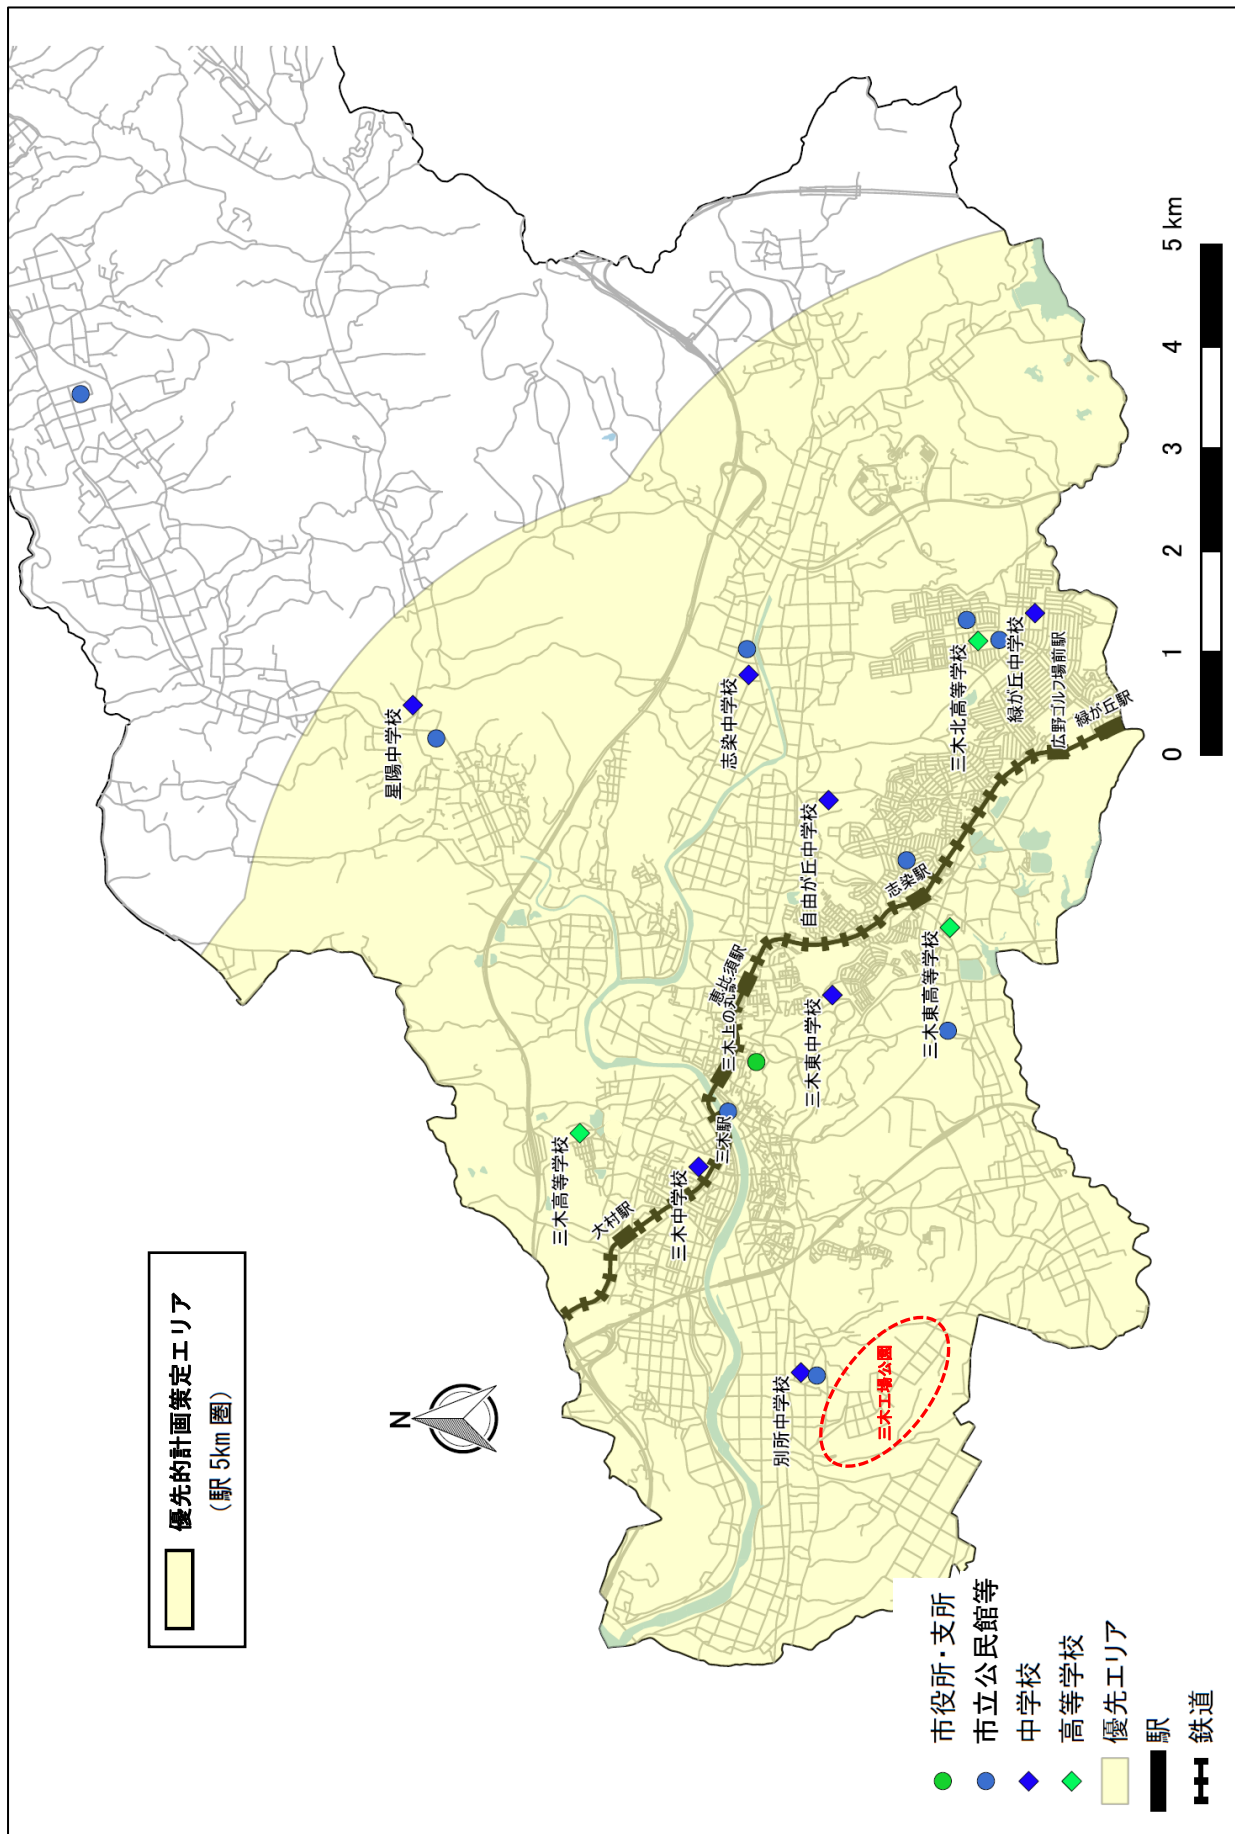 優先的計画策定エリア
（駅 5km 圏）
N
星陽中学校
三木高等学校
大村駅
三木中学校
三木駅
三木上の丸駅
恵比須駅
志染中学校
自由が丘中学校
三木東中学校
志染駅
三木東高等学校
三木北高等学校
緑が丘中学校
広野ゴルフ場前駅
緑が丘駅
別所中学校
三木工場公園
市役所・支所
市立公民館等
中学校
高等学校
優先エリア
駅
鉄道
0 1 2 3 4 5 km